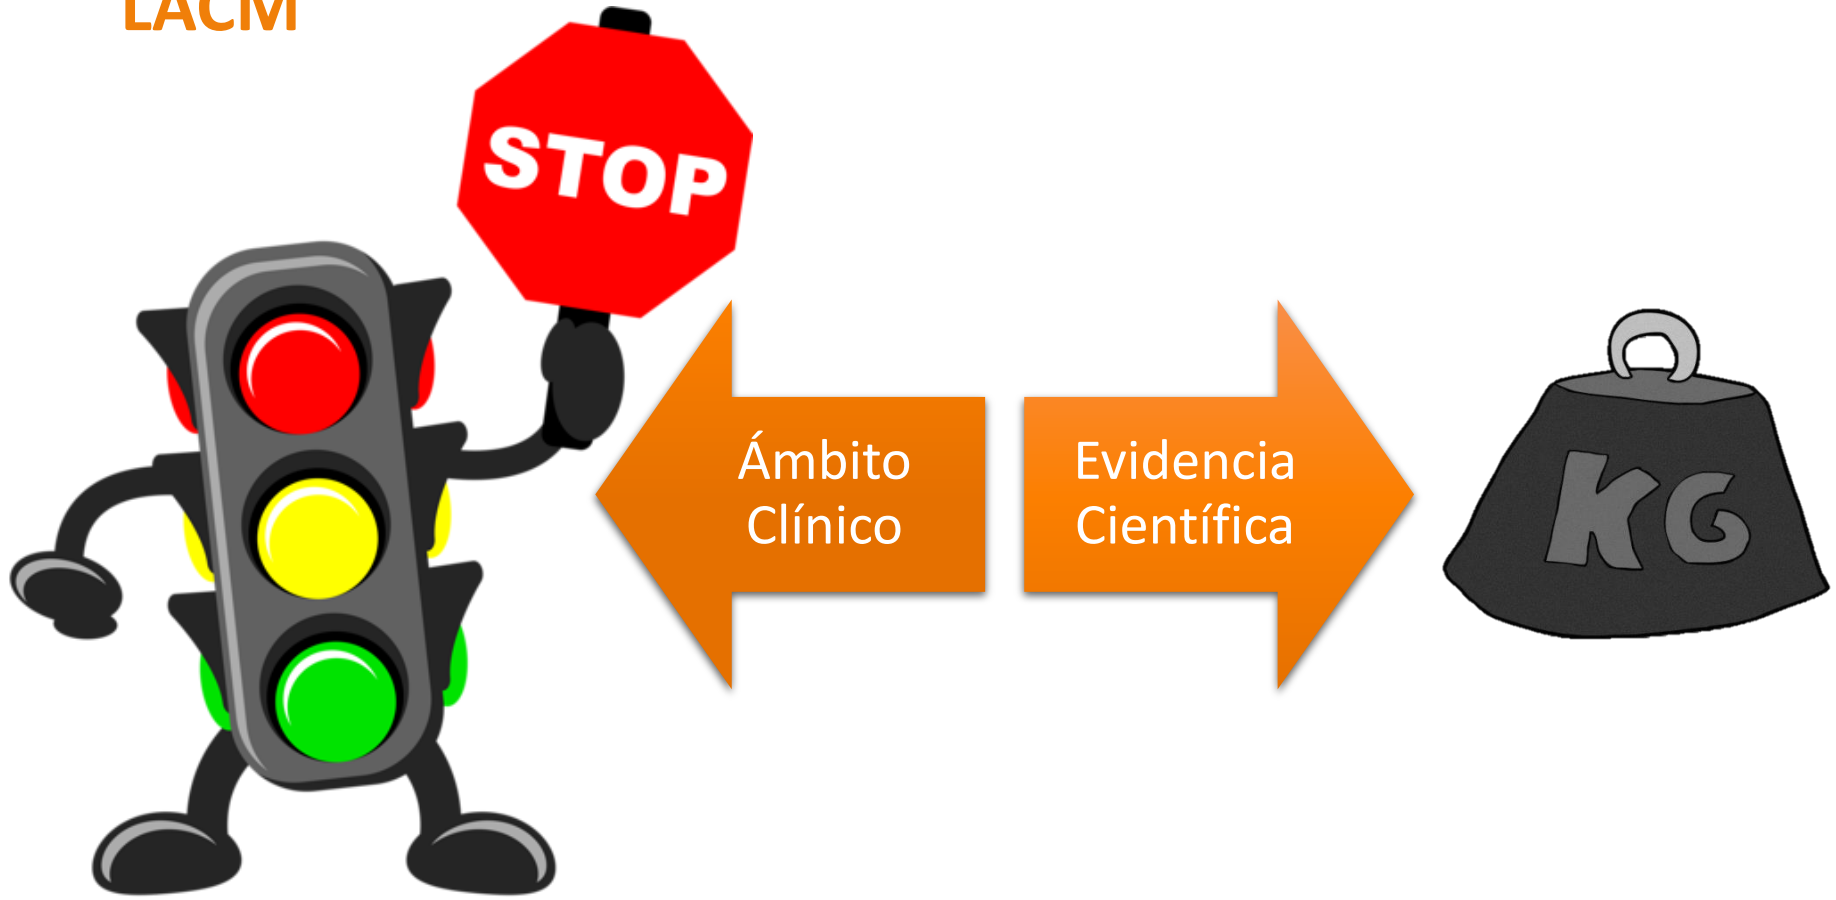 LACM
STOP
Ámbito
Clínico
Evidencia
Científica
KG